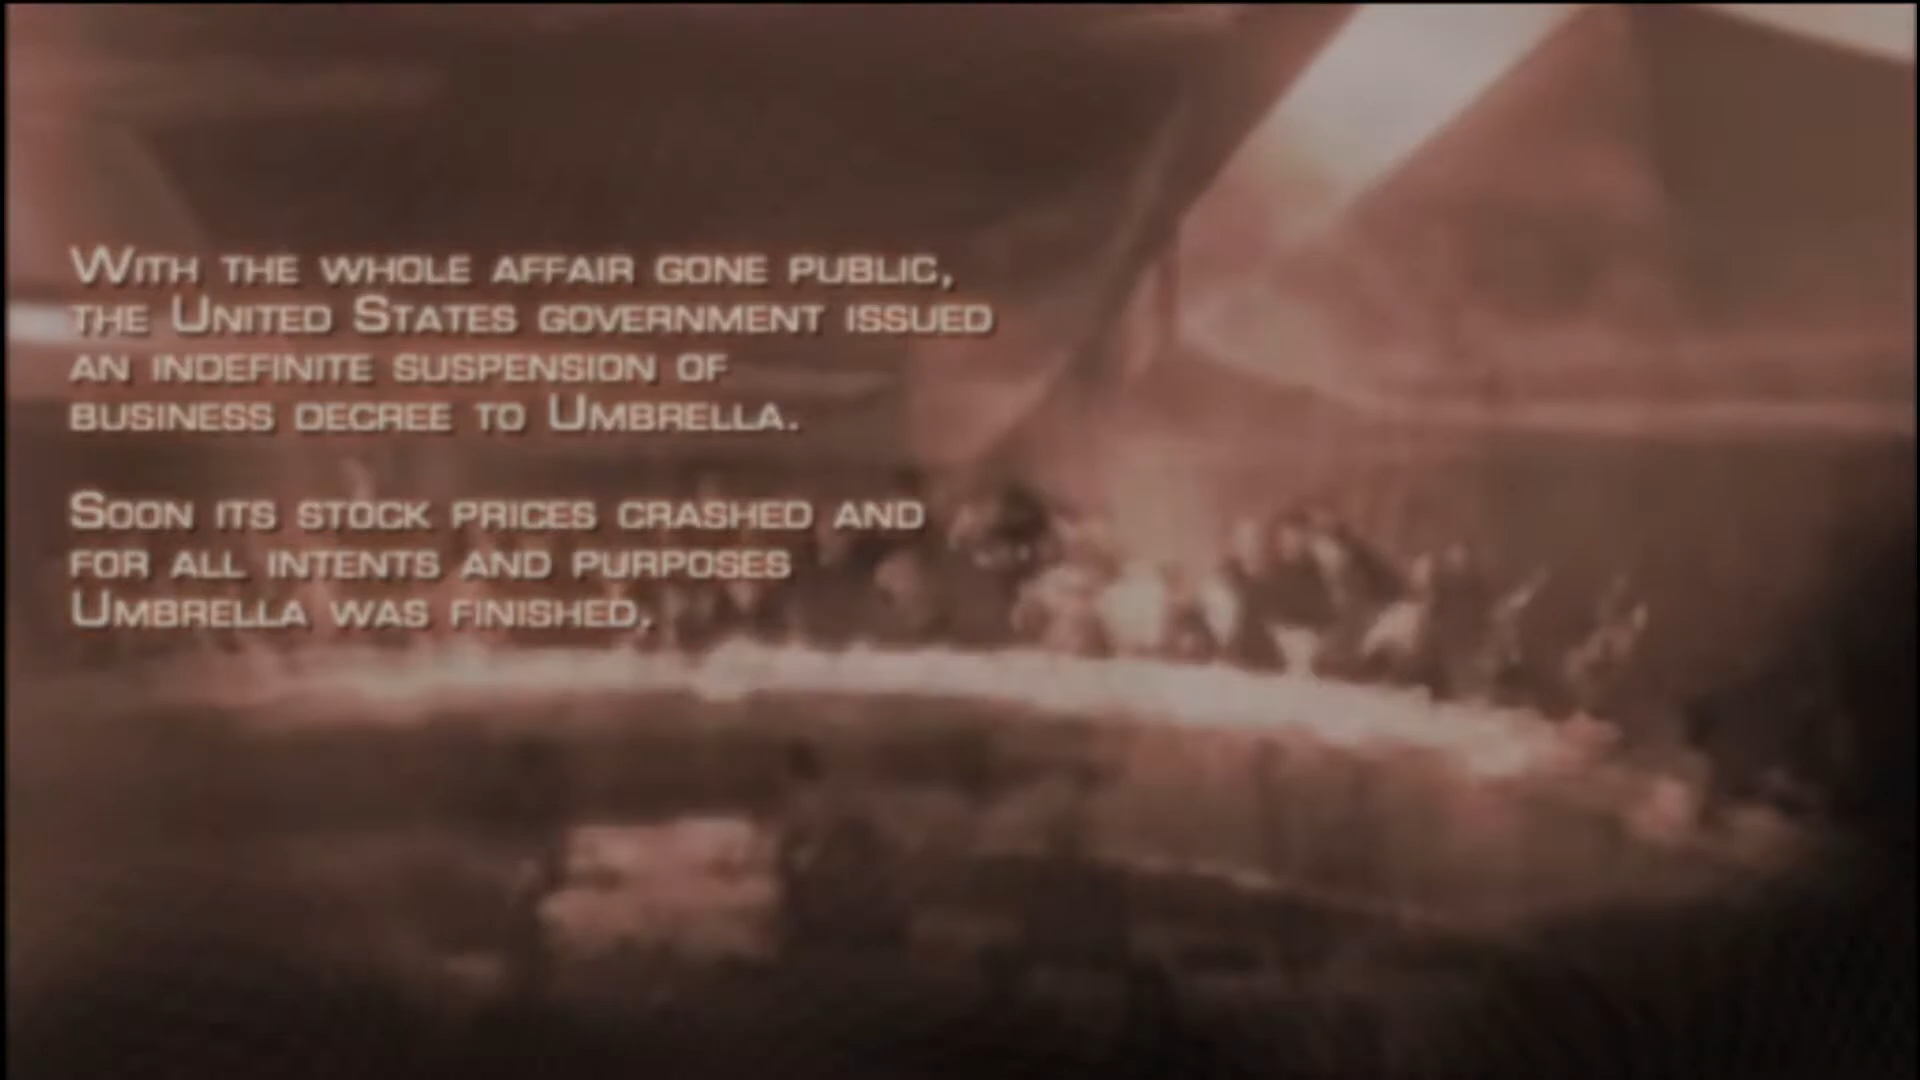 With the whole affair gone public,
the United States government issued
an indefinite suspension of
business decree to Umbrella.
Soon its stock prices crashed and
for all intents and purposes
Umbrella was finished.